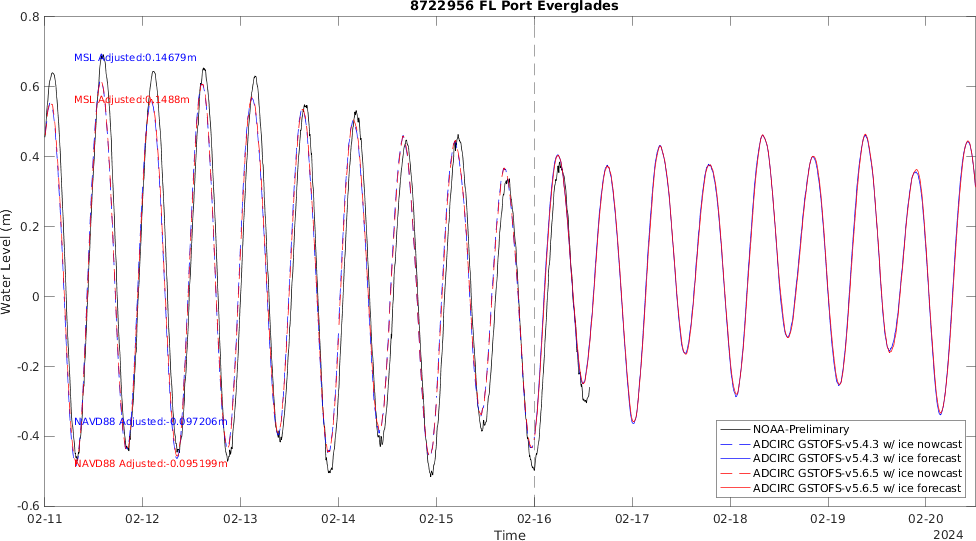 8722956 FL Port Everglades
0.8
0.6
0.4
0.2
0
-0.2
-0.4
-0.6
Water Level (m)
MSL Adjusted:0.14679m
MSL Adjusted:0.1488m
NAVD88 Adjusted:-0.097206m
NAVD88 Adjusted:-0.095199m
NOAA-Preliminary
ADCIRC GSTOFS-v5.4.3 w/ ice nowcast
ADCIRC GSTOFS-v5.4.3 w/ ice forecast
ADCIRC GSTOFS-v5.6.5 w/ ice nowcast
ADCIRC GSTOFS-v5.6.5 w/ ice forecast
02-11 02-12 02-13 02-14 02-15 02-16 02-17 02-18 02-19 02-20
Time
2024